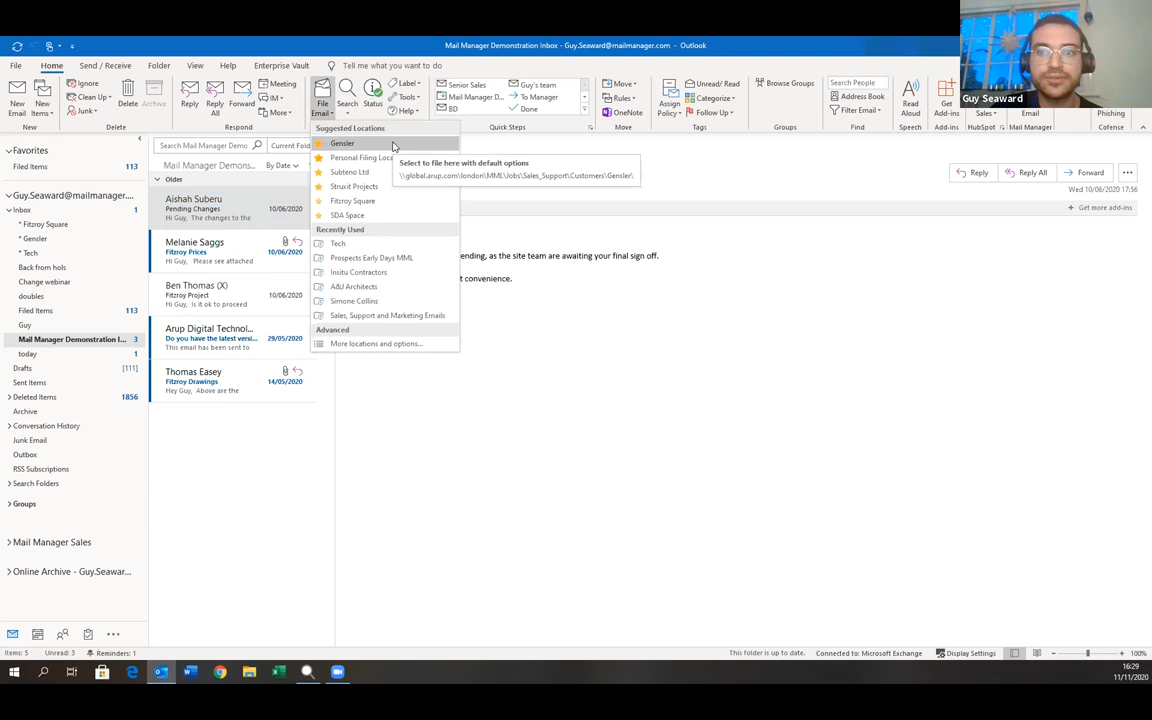 Mail Manager Demonstration Inbox - Guy.Seaward@mailmanager.com - Outlook
Guy Seaward
File Home Send / Receive Folder View Help Enterprise Vault Tell me what you want to do
New Email
New Items
New
Ignore
Clean Up
Junk
Delete
Archive
Delete
Reply
Reply All
Forward
Meeting
IM
More
Respond
File Email
Search
Status
Label
Tools
Help
Senior Sales
Mail Manager D...
BD
Guy's team
To Manager
Done
Quick Steps
Move
Rules
OneNote
Move
Assign Policy
Unread/ Read
Categorize
Follow Up
Tags
Browse Groups
Groups
Search People
Address Book
Filter Email
Find
Read Aloud
Speech
Get Add-ins
Add-ins
Sales
HubSpot
Mail Manager
Phishing
Suggested Locations
Gensler
Personal Filing Loca
Subteno Ltd
Struxit Projects
Fitzroy Square
SDA Space
Recently Used
Tech
Prospects Early Days MML
Insitu Contractors
A&J Architects
Simone Collins
Sales, Support and Marketing Emails
Advanced
More locations and options...
Select to file here with default options
\\global.arup.com\london\MML\Jobs\Sales_Support\Customers\Gensler\
Favorites
Filed Items 113
Guy.Seaward@mailmanager....
Inbox 1
* Fitzroy Square
* Gensler
* Tech
Back from hols
Change webinar
doubles
Filed Items 113
Guy
Mail Manager Demonstration I... 3
today 1
Drafts [111]
Sent Items
Deleted Items 1856
Archive
Conversation History
Junk Email
Outbox
RSS Subscriptions
Search Folders
Groups
Mail Manager Sales
Online Archive - Guy.Seawar...
Search Mail Manager Demo
Current Fol
Mail Manager Demons...
By Date
Older
Aishah Suberu
Pending Changes 10/06/2020
Hi Guy, The changes to the
Melanie Saggs
Fitzroy Prices 10/06/2020
Hi Guy, Please see attached
Ben Thomas (X)
Fitzroy Project 10/06/2020
Hi Guy, Is it ok to proceed
Arup Digital Technol...
Do you have the latest versi... 29/05/2020
This email has been sent to
Thomas Easey
Fitzroy Drawings 14/05/2020
Hey Guy, Above are the
Reply Reply All Forward
Wed 10/06/2020 17:56
Get more add-ins
ending, as the site team are awaiting your final sign off.
t convenience.
Items: 5 Unread: 3 Reminders: 1
This folder is up to date. Connected to: Microsoft Exchange Display Settings 100%
16:29
11/11/2020